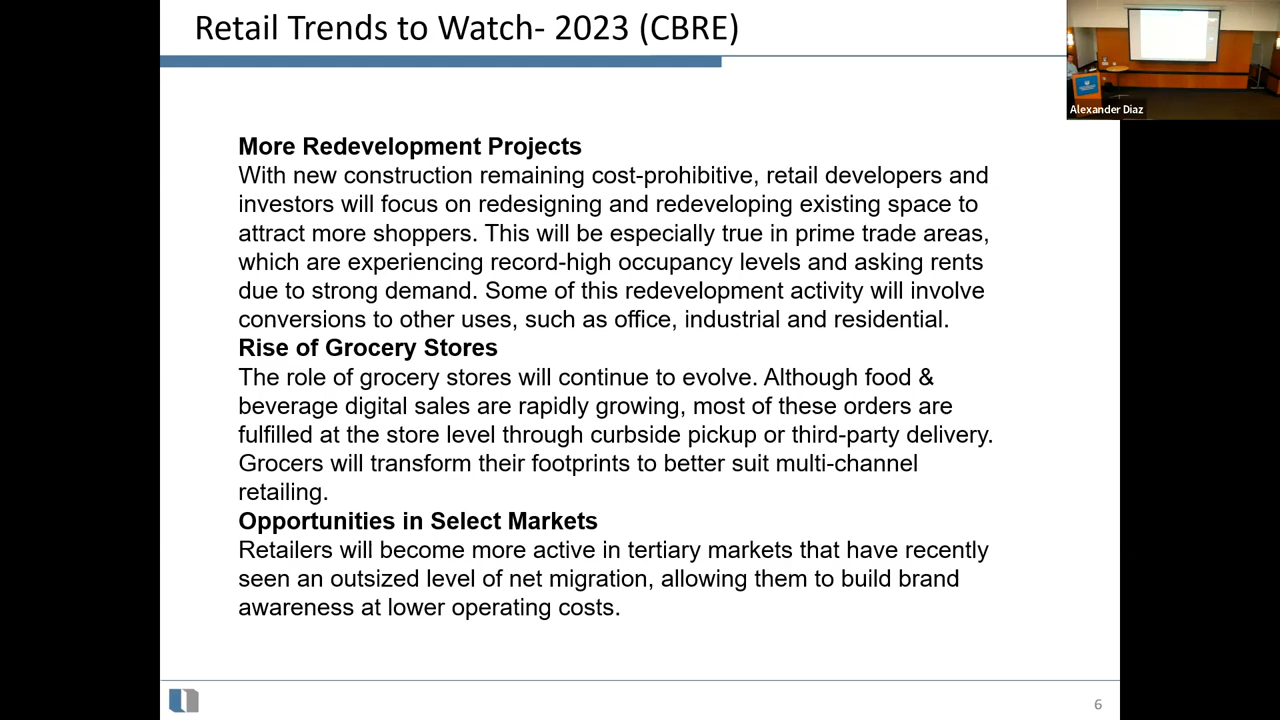 Retail Trends to Watch- 2023 (CBRE)
Alexander Diaz
More Redevelopment Projects
With new construction remaining cost-prohibitive, retail developers and
investors will focus on redesigning and redeveloping existing space to
attract more shoppers. This will be especially true in prime trade areas,
which are experiencing record-high occupancy levels and asking rents
due to strong demand. Some of this redevelopment activity will involve
conversions to other uses, such as office, industrial and residential.
Rise of Grocery Stores
The role of grocery stores will continue to evolve. Although food &
beverage digital sales are rapidly growing, most of these orders are
fulfilled at the store level through curbside pickup or third-party delivery.
Grocers will transform their footprints to better suit multi-channel
retailing.
Opportunities in Select Markets
Retailers will become more active in tertiary markets that have recently
seen an outsized level of net migration, allowing them to build brand
awareness at lower operating costs.
6